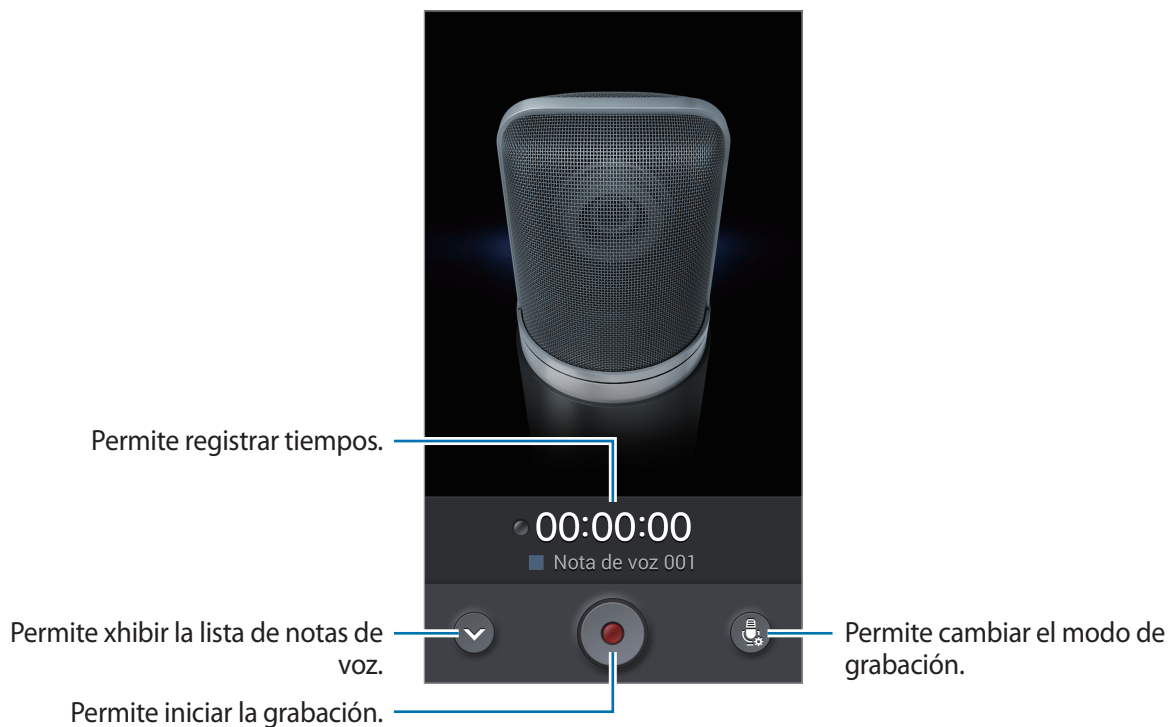 Permite registrar tiempos.
00:00:00
Nota de voz 001
Permite xhibir la lista de notas de
voz.
Permite cambiar el modo de
grabación.
Permite iniciar la grabación.